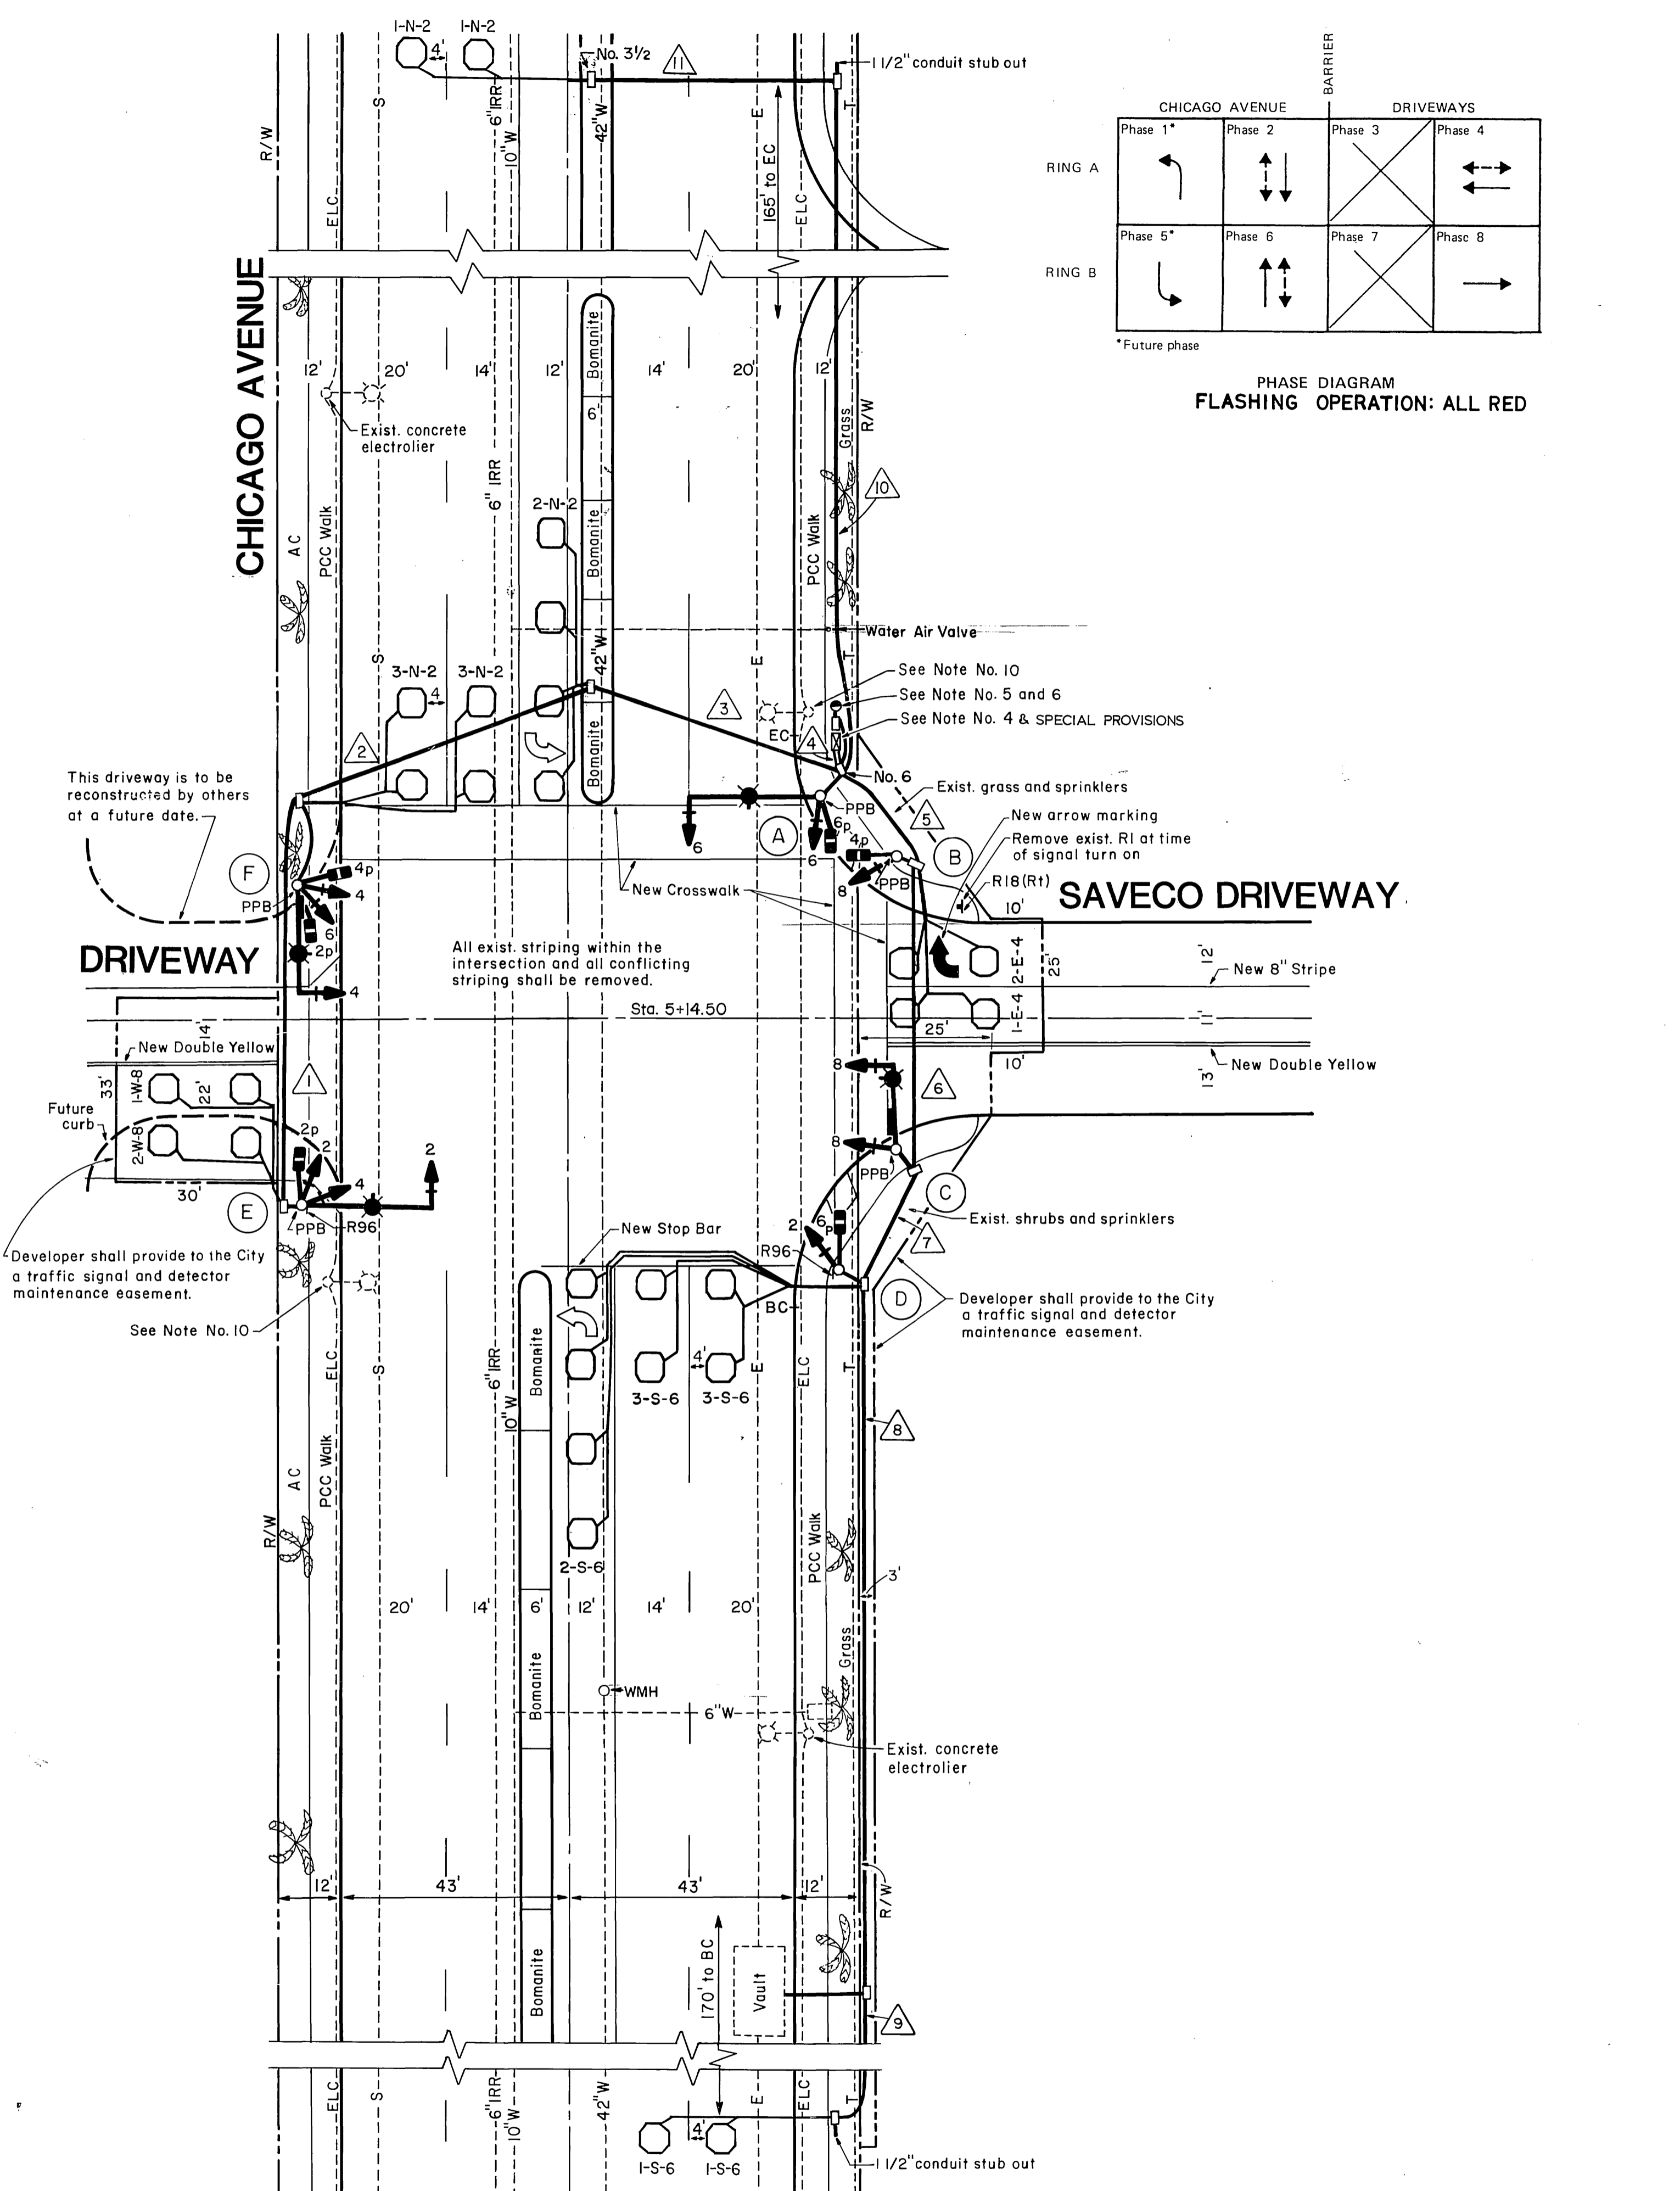 1-N-2
1-N-2
4'
No. 3½
11
1 1/2" conduit stub out
BARRIER
CHICAGO AVENUE
DRIVEWAYS
Phase 1*
Phase 2
Phase 3
Phase 4
RING A
Phase 5*
Phase 6
Phase 7
Phase 8
RING B
*Future phase
PHASE DIAGRAM
FLASHING OPERATION: ALL RED
R/W
S
6" IRR
10" W
42" W
E
T
165' to EC
ELC
ELC
CHICAGO AVENUE
12'
20'
14'
12'
Bomanite
14'
20'
12'
6'
Exist. concrete
electrolier
Grass
R/W
10
AC
PCC Walk
6" IRR
2-N-2
Bomanite
PCC Walk
S
42" W
E
T
Water Air Valve
3-N-2
4
3-N-2
See Note No. 10
See Note No. 5 and 6
See Note No. 4 & SPECIAL PROVISIONS
3
EC
4
2
Bomanite
This driveway is to be
reconstructed by others
at a future date.
No. 6
Exist. grass and sprinklers
PPB
5
New arrow marking
Remove exist. R1 at time
of signal turn on
6
A
6p
6
4p
8
PPB
B
R18(Rt)
SAVECO DRIVEWAY
10'
F
4p
4
PPB
6
2p
4
New Crosswalk
DRIVEWAY
All exist. striping within the
intersection and all conflicting
striping shall be removed.
2-E-4
25'
12'
New 8" Stripe
Sta. 5+14.50
1-E-4
11'
25'
14'
New Double Yellow
8
10'
New Double Yellow
13'
33'
1-W-8
22'
1
6
Future
curb
2-W-8
2p
2
2
8
PPB
4
30'
E
PPB
R96
C
2
6p
Exist. shrubs and sprinklers
7
New Stop Bar
R96
Developer shall provide to the City
a traffic signal and detector
maintenance easement.
BC
D
Developer shall provide to the City
a traffic signal and detector
maintenance easement.
See Note No. 10
ELC
S
6" IRR
10" W
Bomanite
4'
3-S-6
3-S-6
E
ELC
T
8
AC
PCC Walk
R/W
PCC Walk
2-S-6
3'
20'
14'
6'
12'
14'
20'
Grass
Bomanite
WMH
6" W
Exist. concrete
electrolier
12'
43'
43'
12'
R/W
Bomanite
170' to BC
Vault
9
ELC
S
6" IRR
10" W
42" W
E
ELC
T
4'
1-S-6
1-S-6
1 1/2" conduit stub out